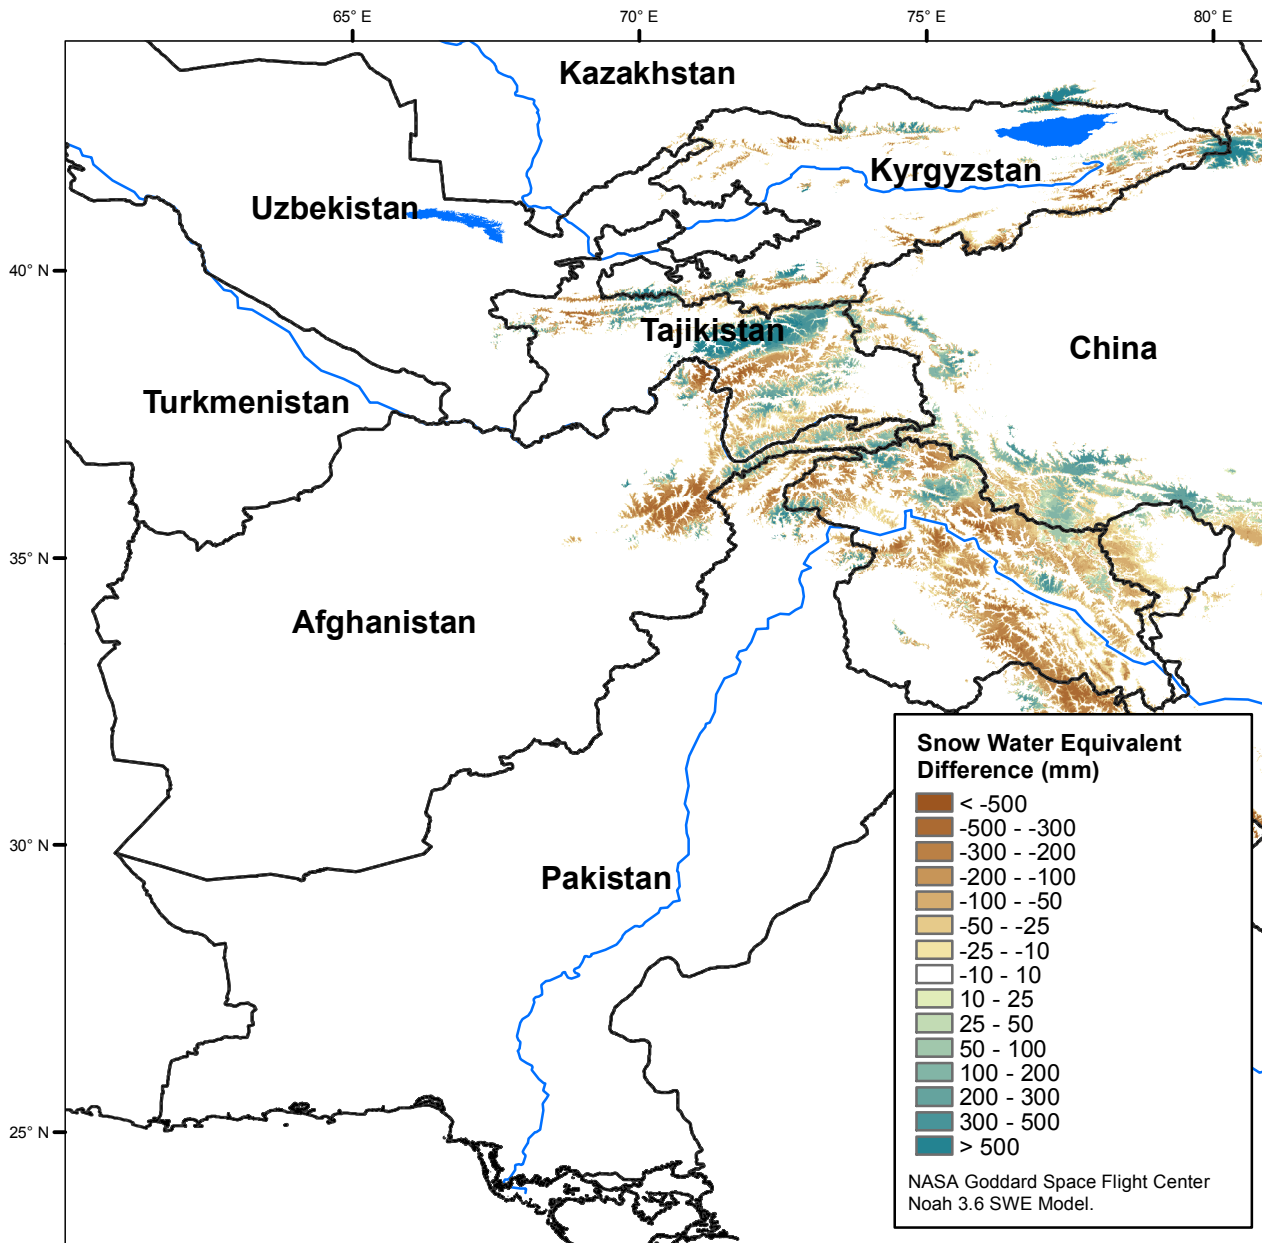 65° E
70° E
75° E
80° E
Kazakhstan
Kyrgyzstan
Uzbekistan
40° N
Tajikistan
China
Turkmenistan
35° N
Afghanistan
30° N
Pakistan
25° N
Snow Water Equivalent
Difference (mm)
< -500
-500 - -300
-300 - -200
-200 - -100
-100 - -50
-50 - -25
-25 - -10
-10 - 10
10 - 25
25 - 50
50 - 100
100 - 200
200 - 300
300 - 500
> 500
NASA Goddard Space Flight Center
Noah 3.6 SWE Model.